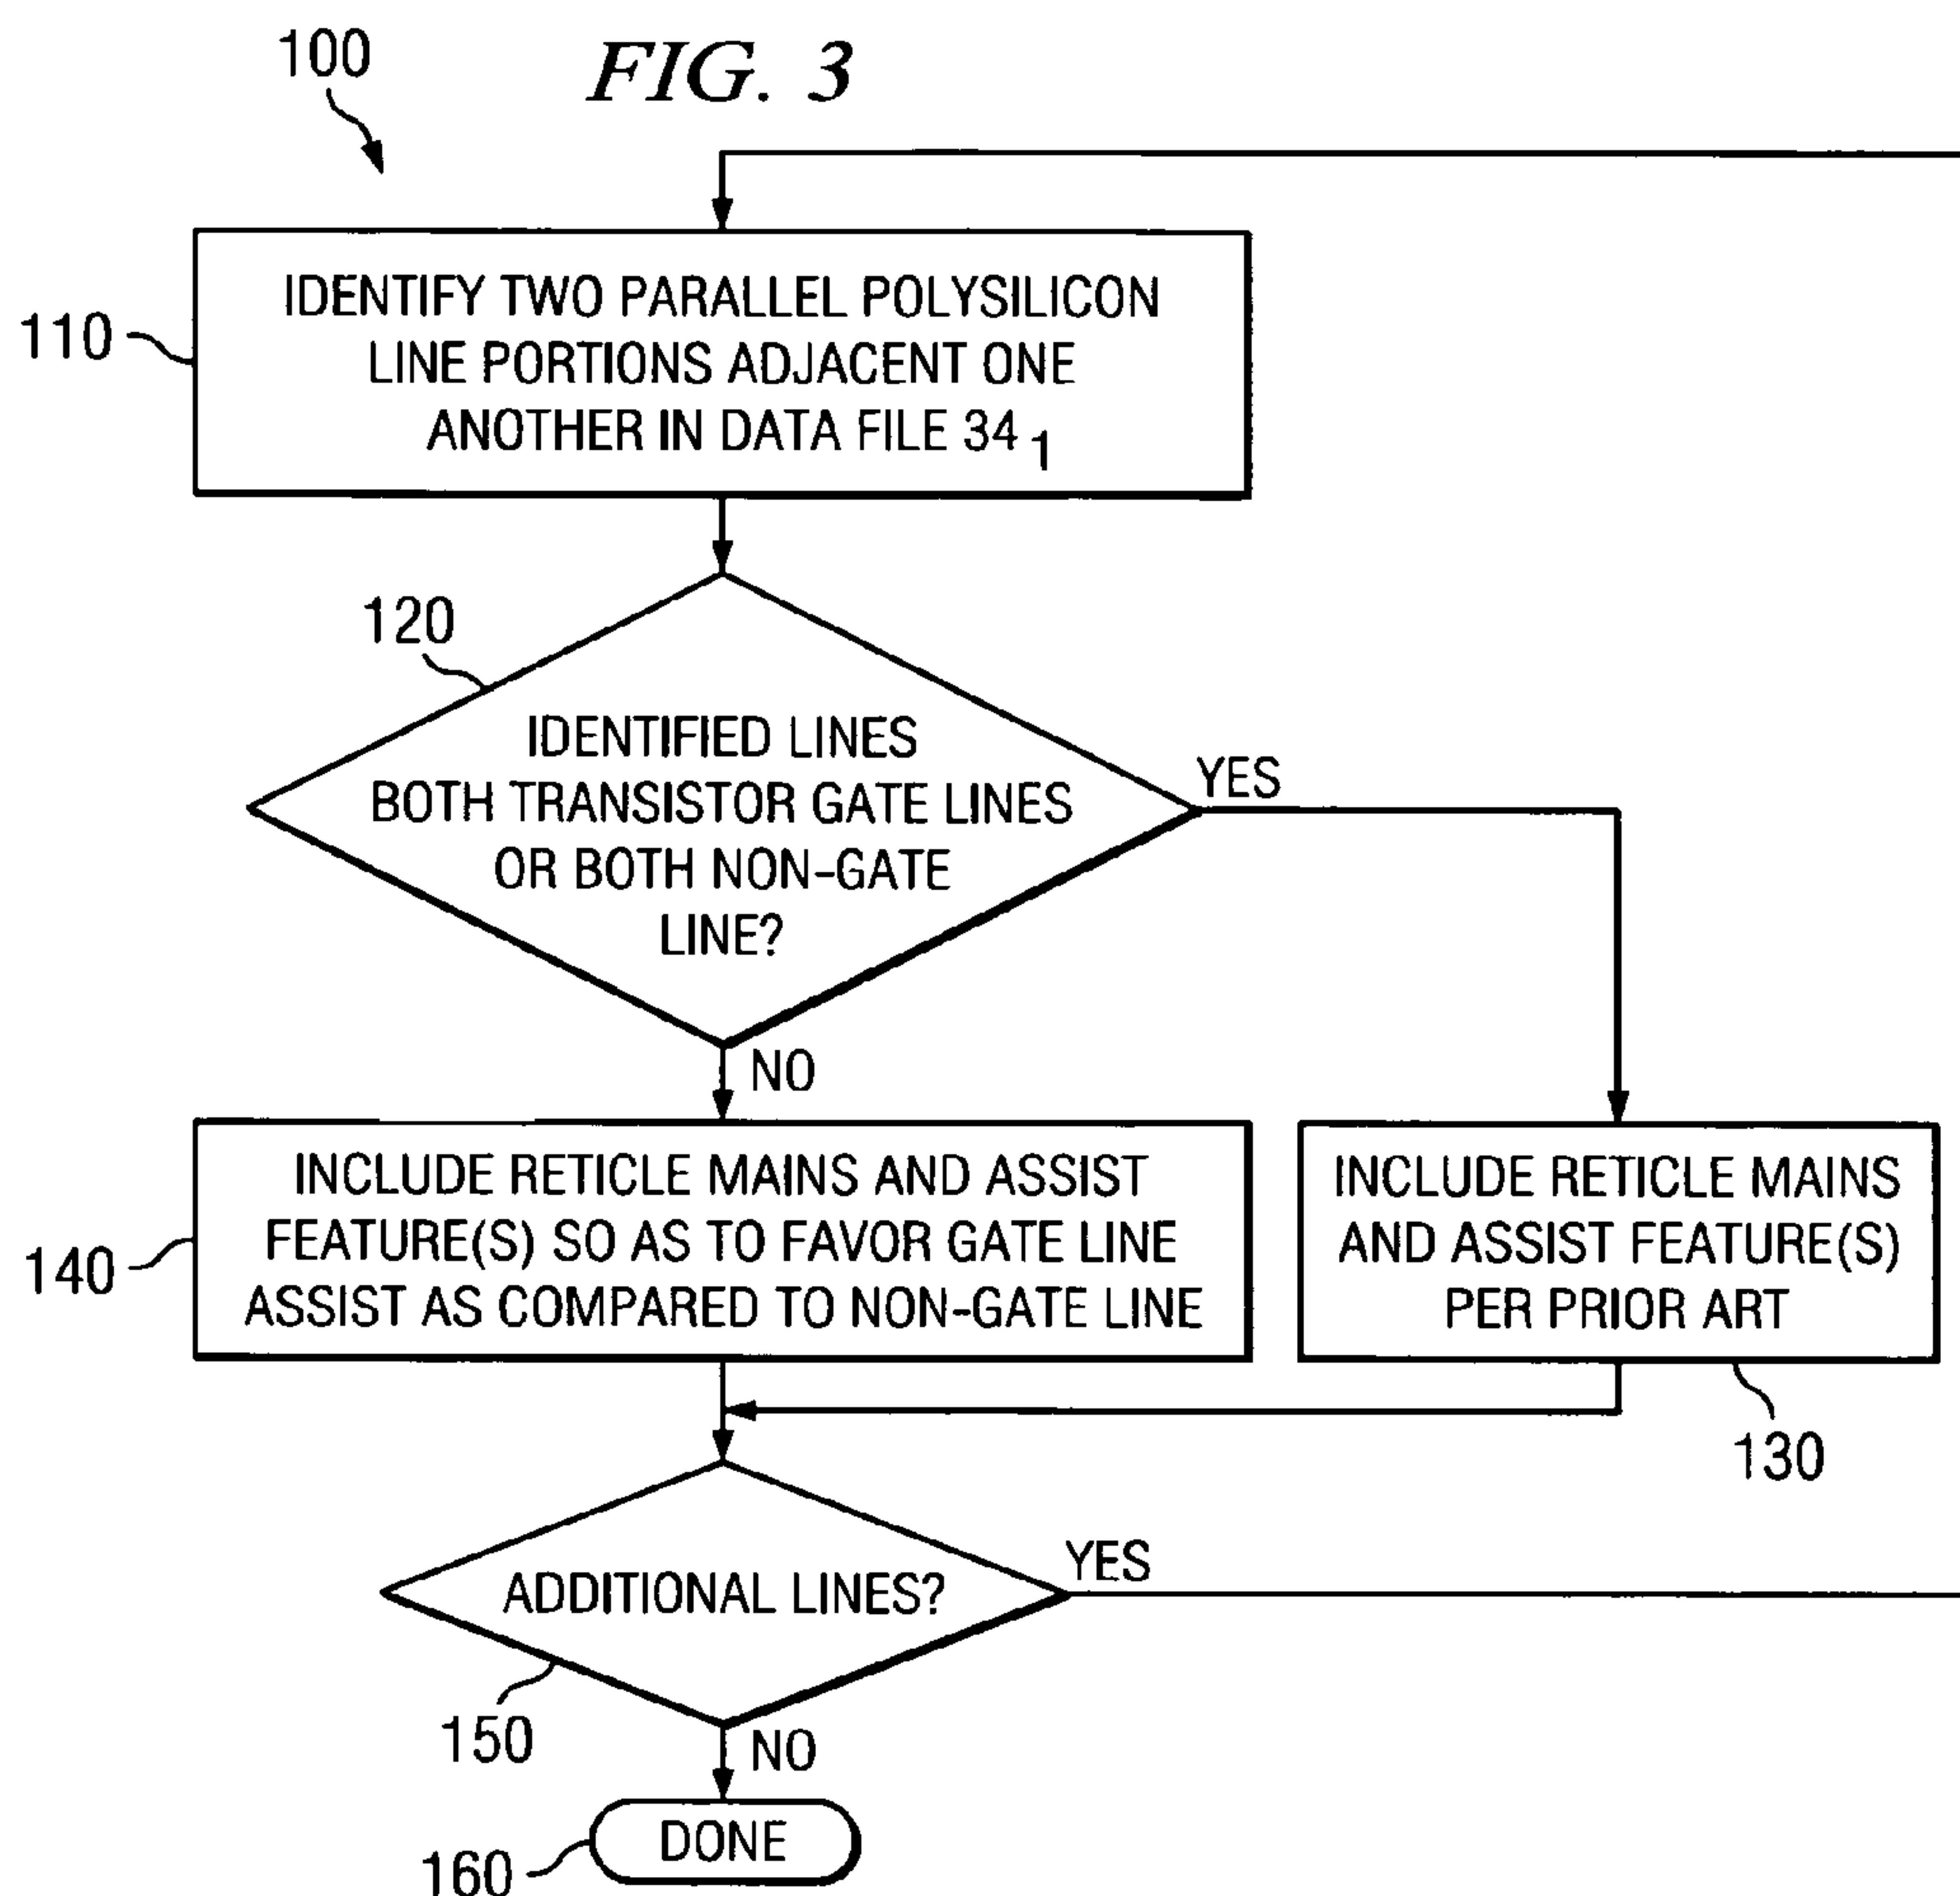 100
FIG. 3
IDENTIFY TWO PARALLEL POLYSILICON
LINE PORTIONS ADJACENT ONE
ANOTHER IN DATA FILE 34 1
110
120
IDENTIFIED LINES
BOTH TRANSISTOR GATE LINES
OR BOTH NON-GATE
LINE?
YES
NO
INCLUDE RETICLE MAINS AND ASSIST
FEATURE(S) SO AS TO FAVOR GATE LINE
ASSIST AS COMPARED TO NON-GATE LINE
140
INCLUDE RETICLE MAINS
AND ASSIST FEATURE(S)
PER PRIOR ART
130
ADDITIONAL LINES?
YES
150
NO
DONE
160